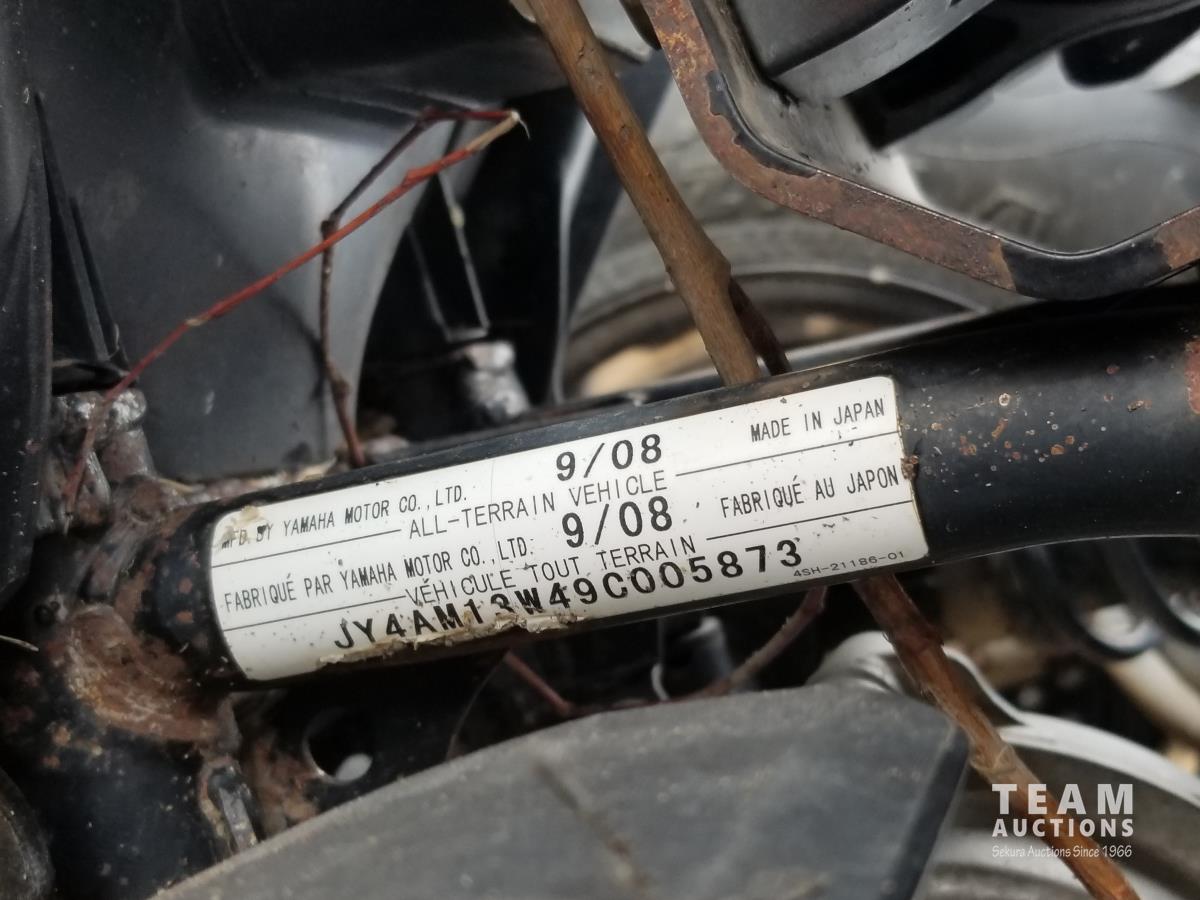 MFD. BY YAMAHA MOTOR CO.,LTD. 9/08 MADE IN JAPAN
ALL-TERRAIN VEHICLE
FABRIQUÉ PAR YAMAHA MOTOR CO., LTD. 9/08 FABRIQUÉ AU JAPON
VÉHICULE TOUT TERRAIN
JY4AM13W49C005873
4SH-21186-01
TEAM
AUCTIONS
Sekura Auctions Since 1966